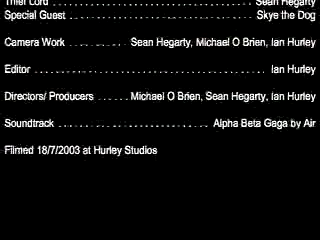 Thief Lord ........................................ Sean Hegarty
Special Guest ........................................ Skye the Dog
Camera Work .............. Sean Hegarty, Michael O Brien, Ian Hurley
Editor ........................................ Ian Hurley
Directors/ Producers ...... Michael O Brien, Sean Hegarty, Ian Hurley
Soundtrack .............................. Alpha Beta Gaga by Air
Filmed 18/7/2003 at Hurley Studios